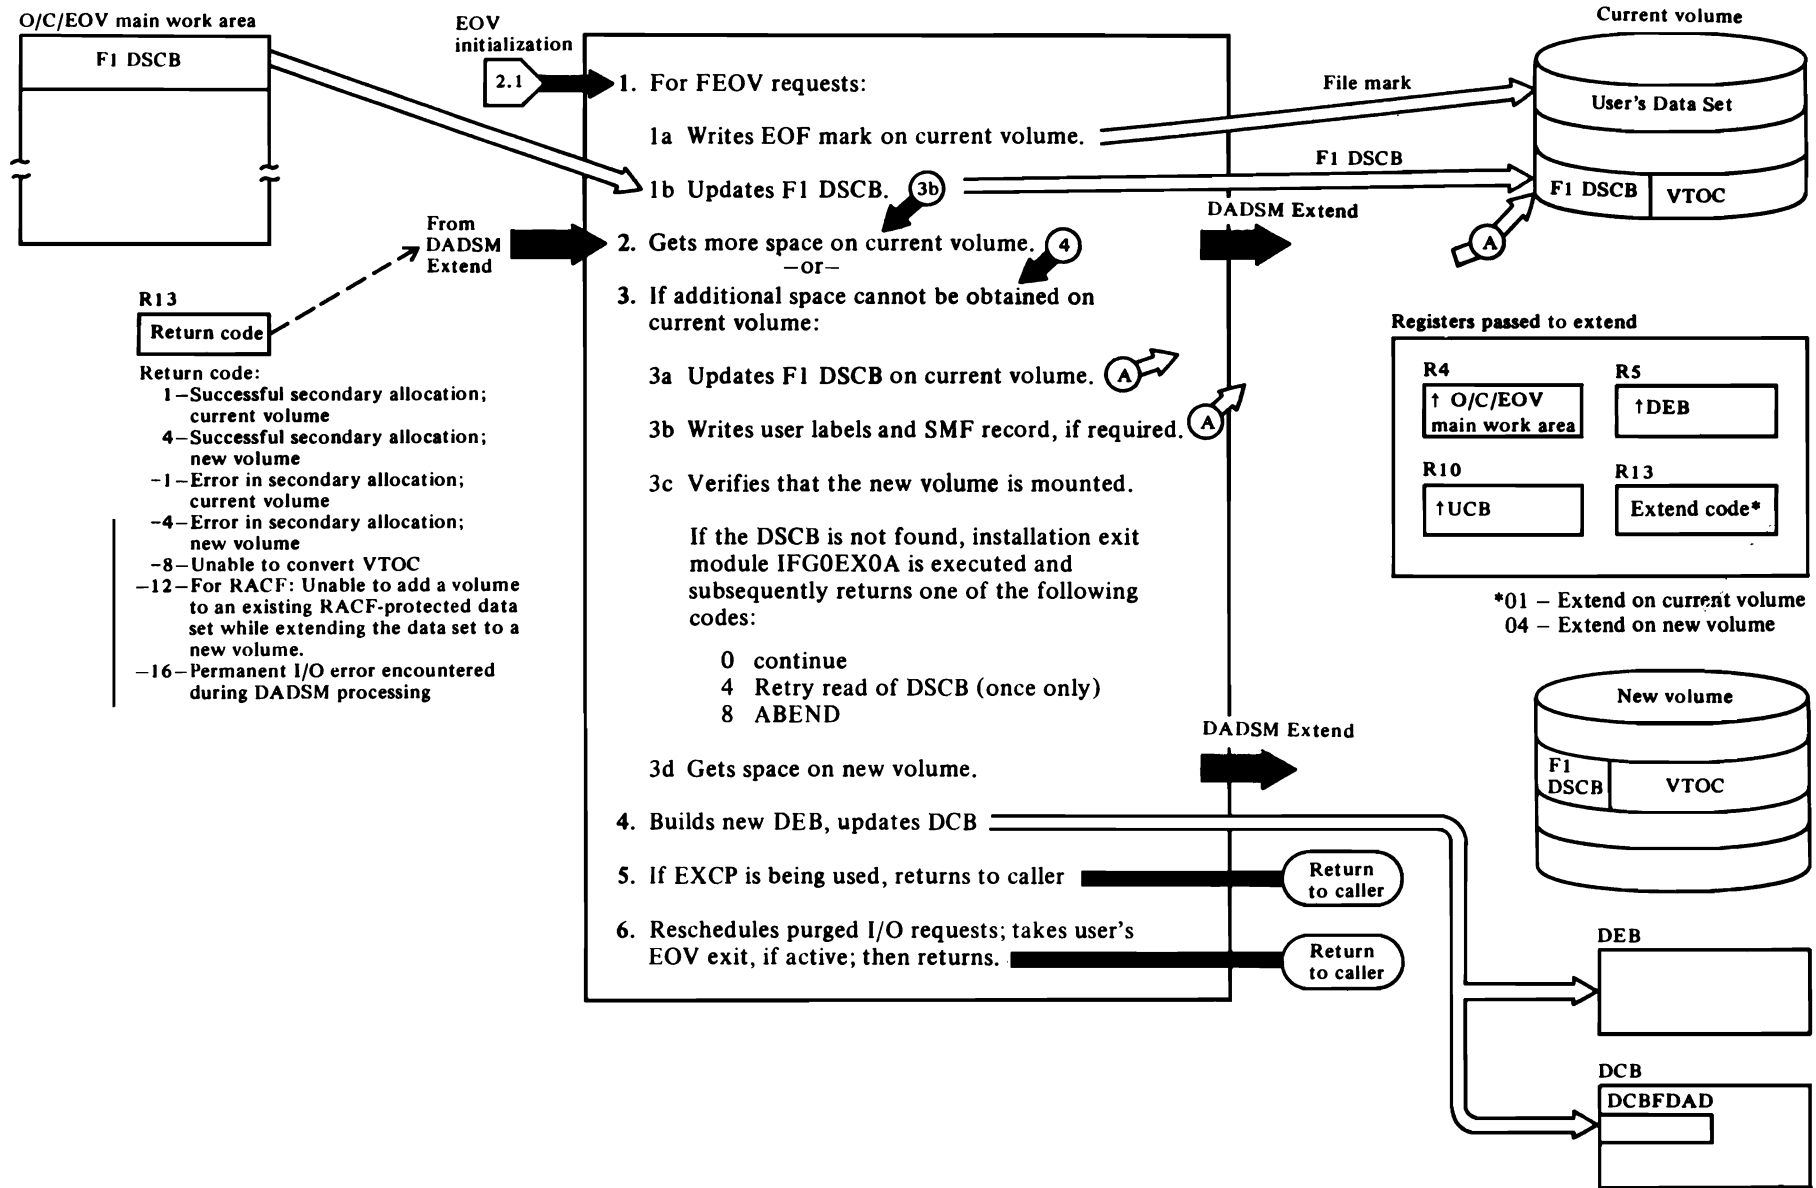 O/C/EOV main work area
F1 DSCB
EOV
initialization
2.1
1. For FEOV requests:
1a Writes EOF mark on current volume.
1b Updates F1 DSCB.
3b
From
DADSM
Extend
2. Gets more space on current volume.
4
—or—
3. If additional space cannot be obtained on
current volume:
3a Updates F1 DSCB on current volume.
A
3b Writes user labels and SMF record, if required.
A
3c Verifies that the new volume is mounted.
If the DSCB is not found, installation exit
module IFG0EX0A is executed and
subsequently returns one of the following
codes:
0 continue
4 Retry read of DSCB (once only)
8 ABEND
3d Gets space on new volume.
4. Builds new DEB, updates DCB
5. If EXCP is being used, returns to caller
6. Reschedules purged I/O requests; takes user's
EOV exit, if active; then returns.
R13
Return code
Return code:
1—Successful secondary allocation;
current volume
4—Successful secondary allocation;
new volume
-1—Error in secondary allocation;
current volume
-4—Error in secondary allocation;
new volume
-8—Unable to convert VTOC
-12—For RACF: Unable to add a volume
to an existing RACF-protected data
set while extending the data set to a
new volume.
-16—Permanent I/O error encountered
during DADSM processing
File mark
F1 DSCB
DADSM Extend
Current volume
User's Data Set
F1 DSCB
VTOC
A
Registers passed to extend
R4
↑ O/C/EOV
main work area
R5
↑DEB
R10
↑UCB
R13
Extend code*
*01 — Extend on current volume
04 — Extend on new volume
DADSM Extend
New volume
F1
DSCB
VTOC
Return
to caller
Return
to caller
DEB
DCB
DCBFDAD